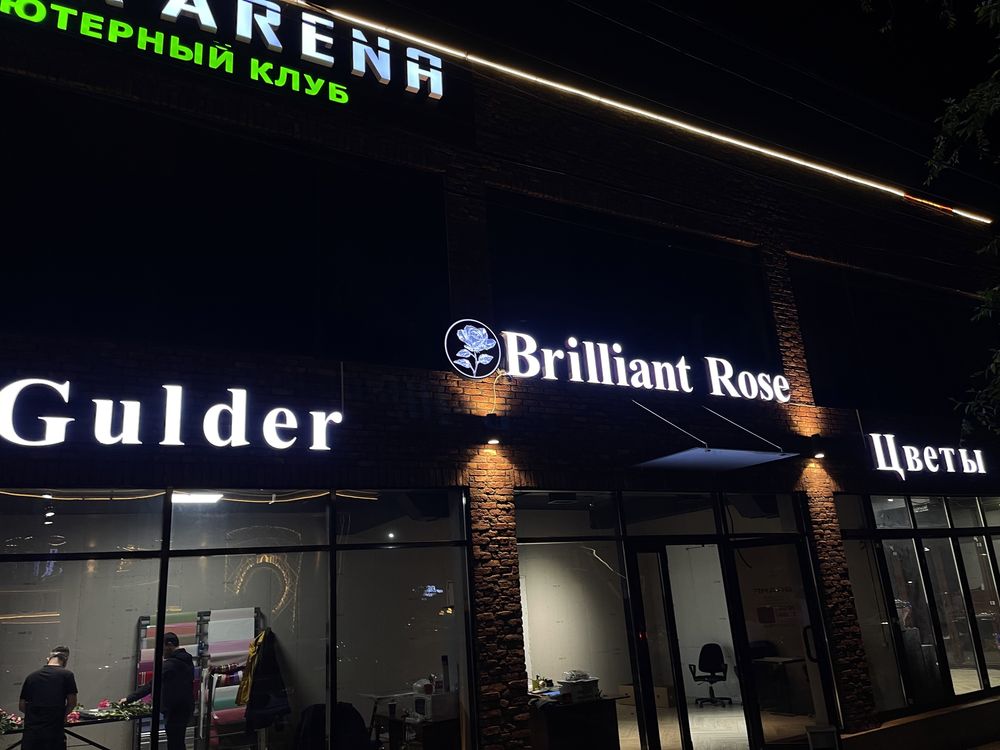 ARENA
ЮТЕРНЫЙ КЛУБ
Brilliant Rose
Gulder
Цветы